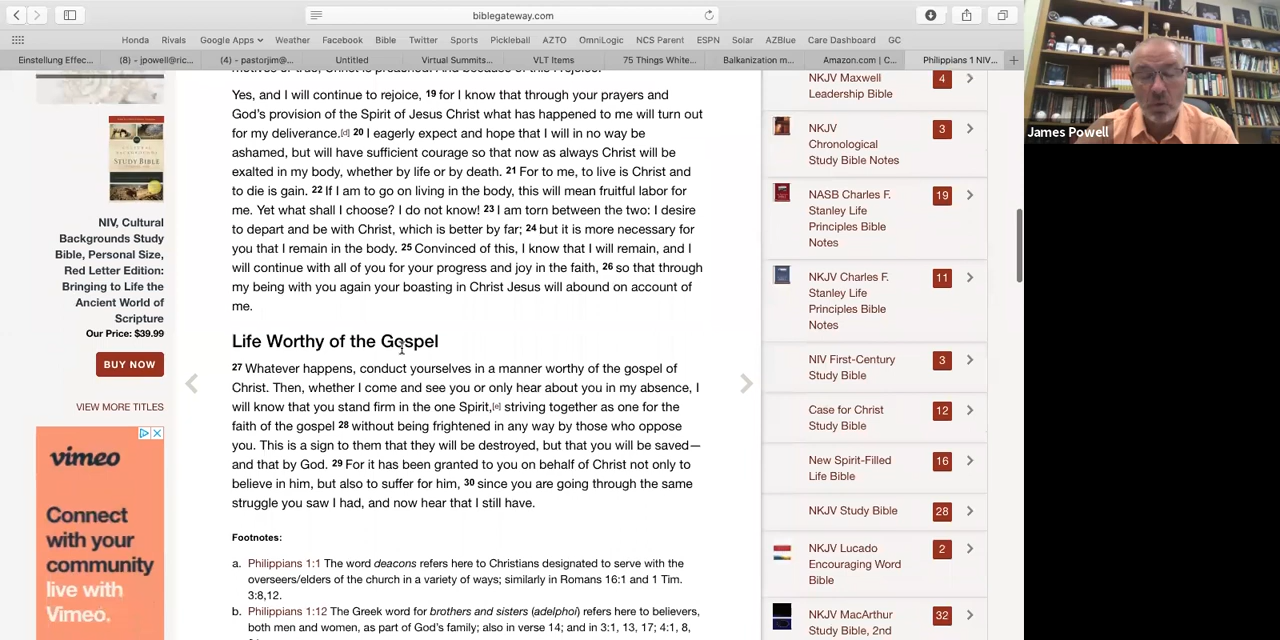 biblegateway.com
Honda Rivals Google Apps Weather Facebook Bible Twitter Sports Pickleball AZTO OmniLogic NCS Parent ESPN Solar AZBlue Care Dashboard GC
Einstellung Effec... (8) - jpowell@ric... (4) - pastorjim@... Untitled Virtual Summits... VLT Items 75 Things White... Balkanization m... Amazon.com | C... Philippians 1 NIV...
Yes, and I will continue to rejoice, 19 for I know that through your prayers and
God's provision of the Spirit of Jesus Christ what has happened to me will turn out
for my deliverance.[d] 20 I eagerly expect and hope that I will in no way be
ashamed, but will have sufficient courage so that now as always Christ will be
exalted in my body, whether by life or by death. 21 For to me, to live is Christ and
to die is gain. 22 If I am to go on living in the body, this will mean fruitful labor for
me. Yet what shall I choose? I do not know! 23 I am torn between the two: I desire
to depart and be with Christ, which is better by far; 24 but it is more necessary for
you that I remain in the body. 25 Convinced of this, I know that I will remain, and I
will continue with all of you for your progress and joy in the faith, 26 so that through
my being with you again your boasting in Christ Jesus will abound on account of
me.
Life Worthy of the Gospel
27 Whatever happens, conduct yourselves in a manner worthy of the gospel of
Christ. Then, whether I come and see you or only hear about you in my absence, I
will know that you stand firm in the one Spirit,[e] striving together as one for the
faith of the gospel 28 without being frightened in any way by those who oppose
you. This is a sign to them that they will be destroyed, but that you will be saved—
and that by God. 29 For it has been granted to you on behalf of Christ not only to
believe in him, but also to suffer for him, 30 since you are going through the same
struggle you saw I had, and now hear that I still have.
Footnotes:
a. Philippians 1:1 The word deacons refers here to Christians designated to serve with the
overseers/elders of the church in a variety of ways; similarly in Romans 16:1 and 1 Tim.
3:8,12.
b. Philippians 1:12 The Greek word for brothers and sisters (adelphoi) refers here to believers,
both men and women, as part of God's family; also in verse 14; and in 3:1, 13, 17; 4:1, 8,
STUDY BIBLE
NIV, Cultural
Backgrounds Study
Bible, Personal Size,
Red Letter Edition:
Bringing to Life the
Ancient World of
Scripture
Our Price: $39.99
BUY NOW
VIEW MORE TITLES
vimeo
Connect
with your
community
live with
Vimeo.
NKJV Maxwell 4
Leadership Bible
NKJV 3
Chronological
Study Bible Notes
NASB Charles F. 19
Stanley Life
Principles Bible
Notes
NKJV Charles F. 11
Stanley Life
Principles Bible
Notes
NIV First-Century 3
Study Bible
Case for Christ 12
Study Bible
New Spirit-Filled 16
Life Bible
NKJV Study Bible 28
NKJV Lucado 2
Encouraging Word
Bible
NKJV MacArthur 32
Study Bible, 2nd
James Powell